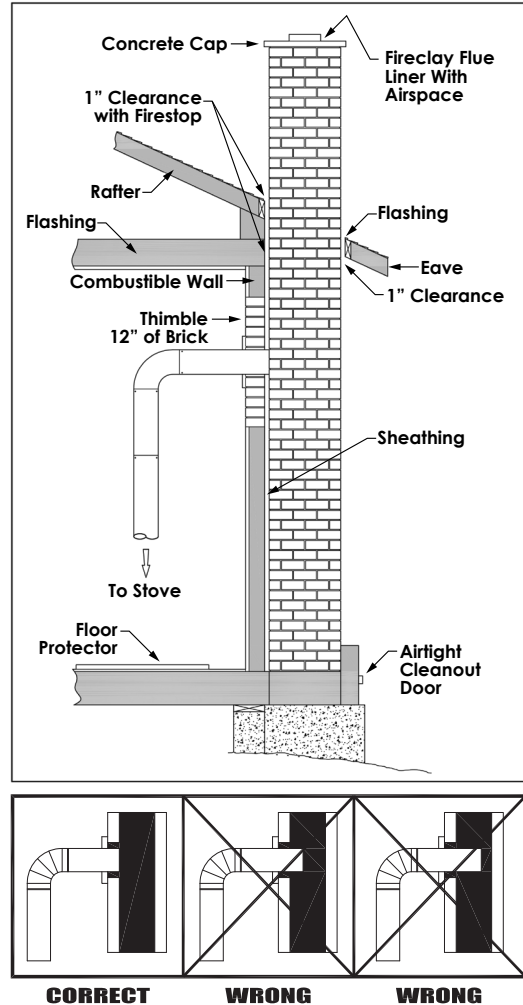 Concrete Cap
Fireclay Flue
Liner With
Airspace
1” Clearance
with Firestop
Rafter
Flashing
Flashing
Eave
Combustible Wall
1” Clearance
Thimble
12” of Brick
Sheathing
To Stove
Floor
Protector
Airtight
Cleanout
Door
CORRECT
WRONG
WRONG